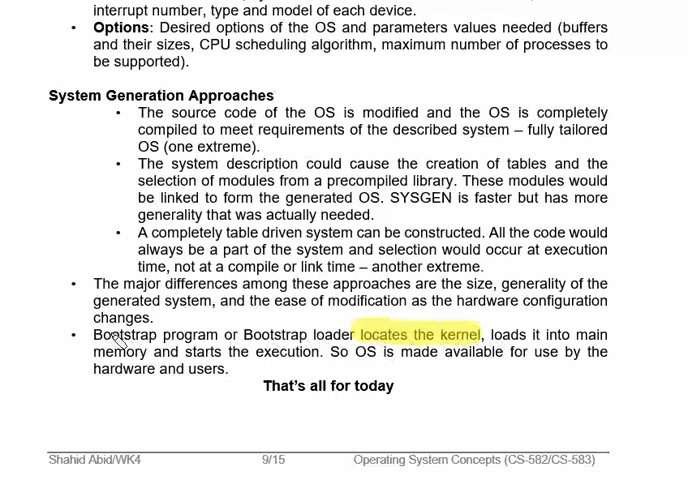 interrupt number, type and model of each device.
• Options: Desired options of the OS and parameters values needed (buffers
and their sizes, CPU scheduling algorithm, maximum number of processes to
be supported).
System Generation Approaches
• The source code of the OS is modified and the OS is completely
compiled to meet requirements of the described system – fully tailored
OS (one extreme).
• The system description could cause the creation of tables and the
selection of modules from a precompiled library. These modules would
be linked to form the generated OS. SYSGEN is faster but has more
generality that was actually needed.
• A completely table driven system can be constructed. All the code would
always be a part of the system and selection would occur at execution
time, not at a compile or link time – another extreme.
• The major differences among these approaches are the size, generality of the
generated system, and the ease of modification as the hardware configuration
changes.
• Bootstrap program or Bootstrap loader locates the kernel, loads it into main
memory and starts the execution. So OS is made available for use by the
hardware and users.
That's all for today
Shahid Abid/WK4 9/15 Operating System Concepts (CS-582/CS-583)